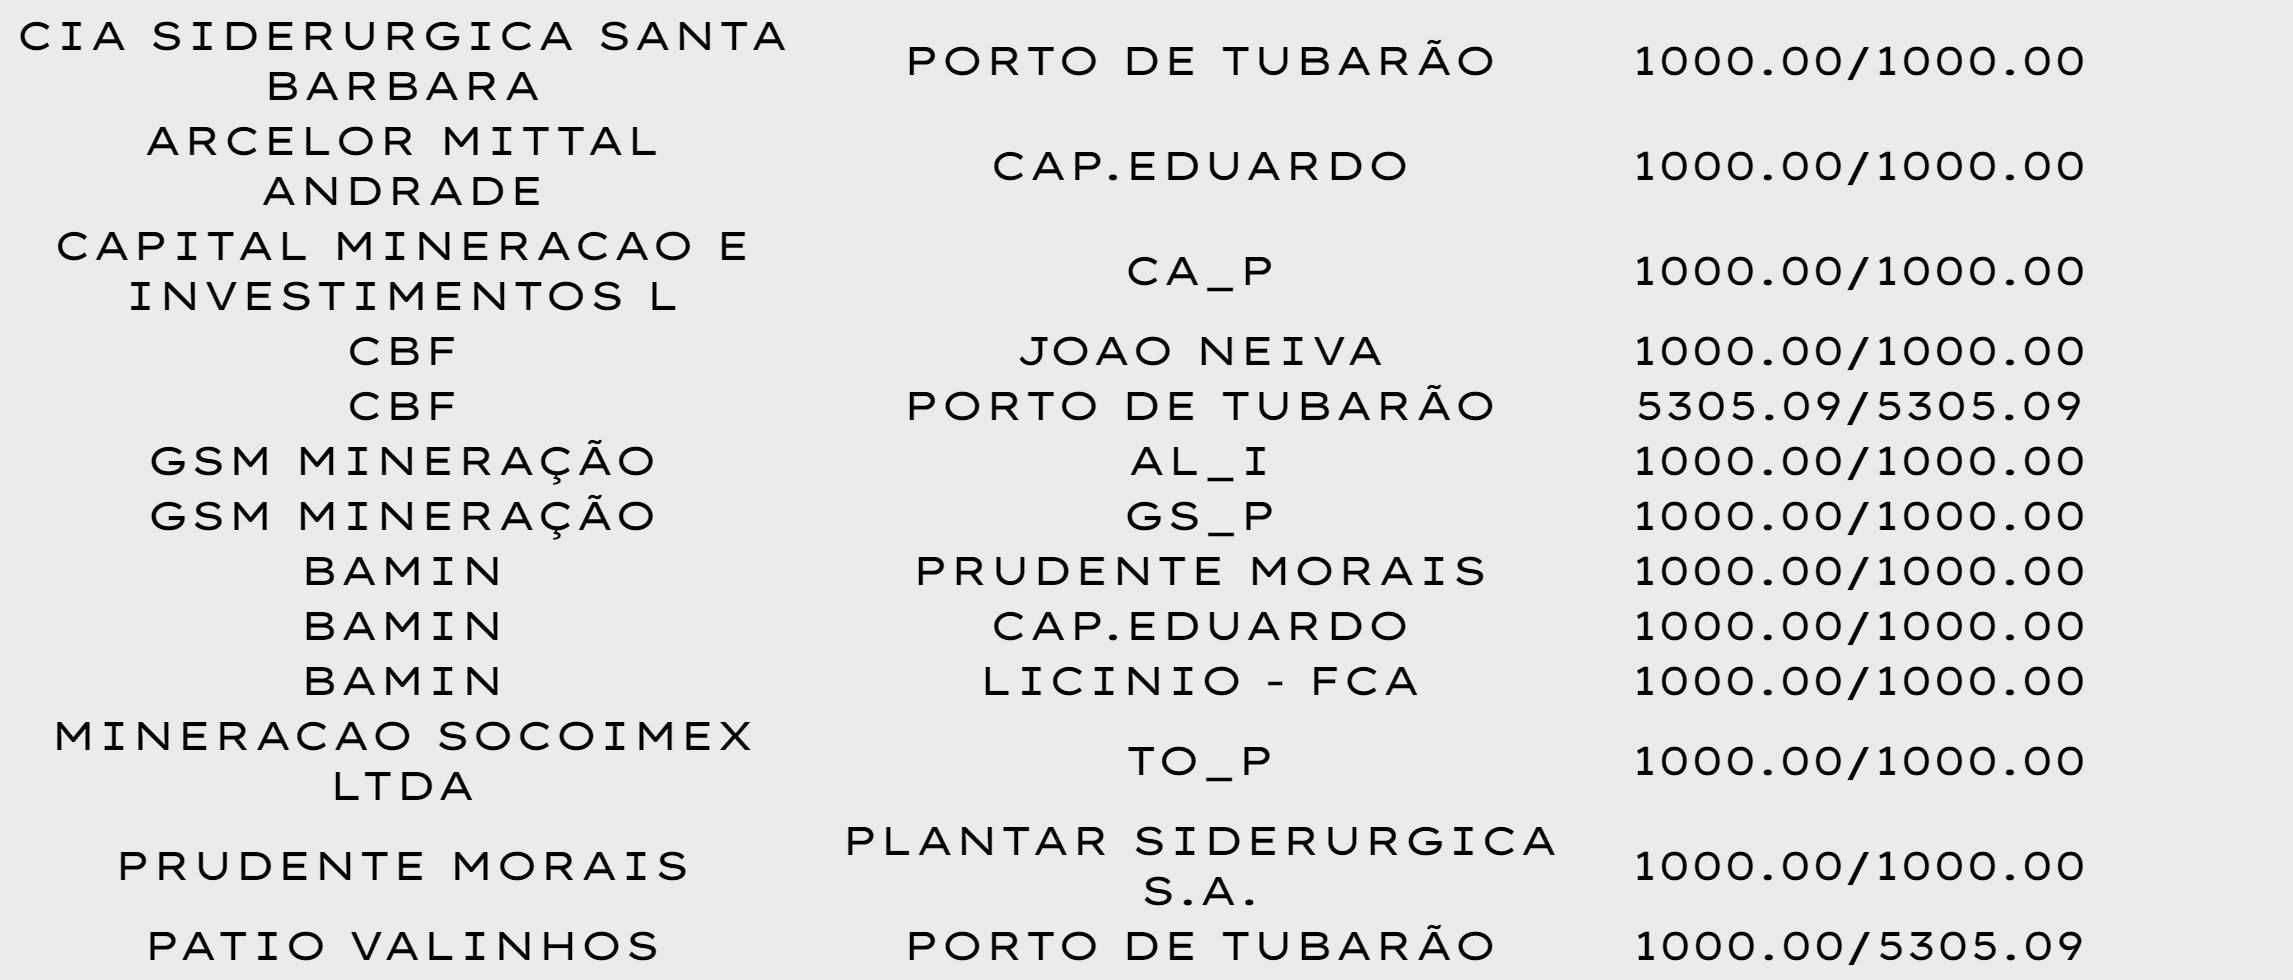 CIA SIDERURGICA SANTA
BARBARA
PORTO DE TUBARÃO
1000.00/1000.00
ARCELOR MITTAL
ANDRADE
CAP.EDUARDO
1000.00/1000.00
CAPITAL MINERACAO E
INVESTIMENTOS L
CA_P
1000.00/1000.00
CBF
JOAO NEIVA
1000.00/1000.00
CBF
PORTO DE TUBARÃO
5305.09/5305.09
GSM MINERAÇÃO
AL_I
1000.00/1000.00
GSM MINERAÇÃO
GS_P
1000.00/1000.00
BAMIN
PRUDENTE MORAIS
1000.00/1000.00
BAMIN
CAP.EDUARDO
1000.00/1000.00
BAMIN
LICINIO - FCA
1000.00/1000.00
MINERACAO SOCOIMEX
LTDA
TO_P
1000.00/1000.00
PRUDENTE MORAIS
PLANTAR SIDERURGICA
S.A.
1000.00/1000.00
PATIO VALINHOS
PORTO DE TUBARÃO
1000.00/5305.09